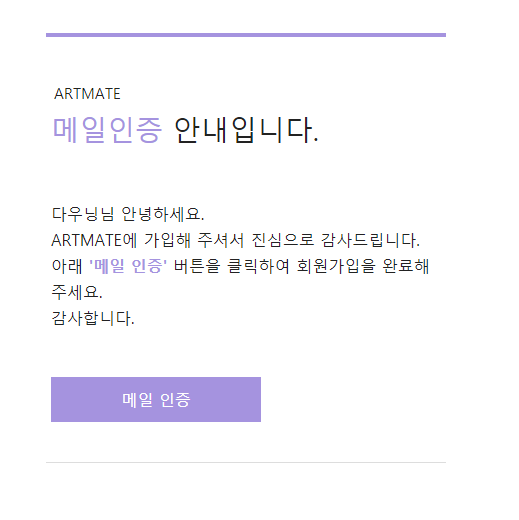 ARTMATE
메일인증 안내입니다.
다우닝님 안녕하세요.
ARTMATE에 가입해 주셔서 진심으로 감사드립니다.
아래 '메일 인증' 버튼을 클릭하여 회원가입을 완료해
주세요.
감사합니다.
메일 인증